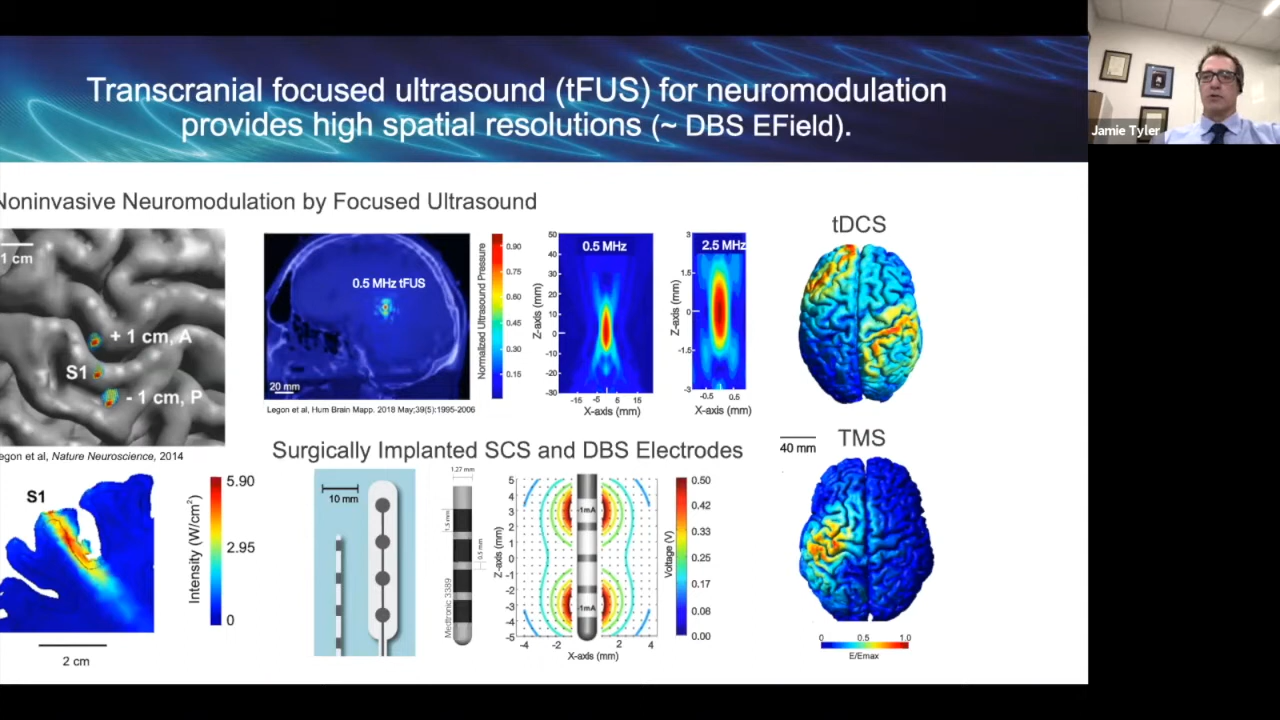 Transcranial focused ultrasound (tFUS) for neuromodulation
provides high spatial resolutions (~ DBS EField).
Jamie Tyler
Noninvasive Neuromodulation by Focused Ultrasound
1 cm
+ 1 cm, A
S1
- 1 cm, P
egon et al, Nature Neuroscience, 2014
0.5 MHz tFUS
20 mm
Legon et al, Hum Brain Mapp. 2018 May;39(5):1995-2006
Normalized Ultrasound Pressure
0.90
0.75
0.60
0.45
0.30
0.15
0.5 MHz
Z-axis (mm)
50
40
30
20
10
0
-10
-20
-30
-15 -5 5 15
X-axis (mm)
2.5 MHz
Z-axis (mm)
3
1.5
0
-1.5
-3
-0.5 0.5
X-axis (mm)
tDCS
S1
2 cm
Intensity (W/cm²)
5.90
2.95
0
Surgically Implanted SCS and DBS Electrodes
10 mm
1.27 mm
1.5 mm
0.5 mm
Medtronic 3389
Z-axis (mm)
5
4
3
2
1
0
-1
-2
-3
-4
-5
-1mA
-1mA
-4 -2 2 4
X-axis (mm)
Voltage (V)
0.50
0.42
0.33
0.25
0.17
0.08
0.00
40 mm
TMS
0 0.5 1.0
E/Emax